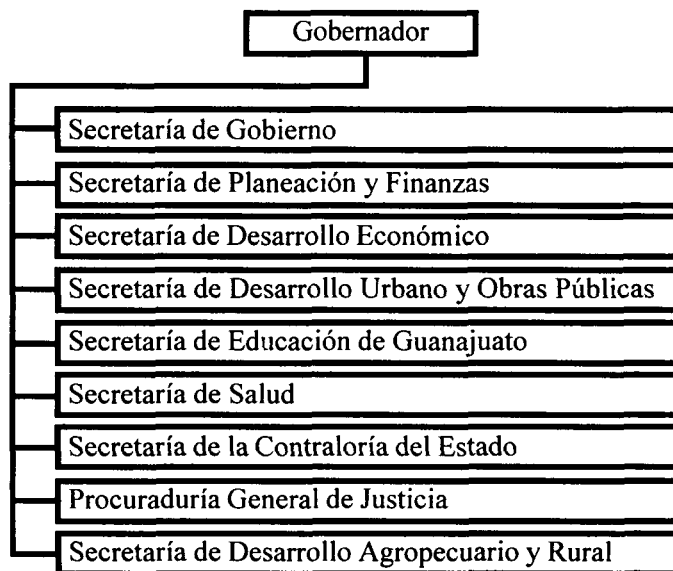 Gobernador
Secretaría de Gobierno
Secretaría de Planeación y Finanzas
Secretaría de Desarrollo Económico
Secretaría de Desarrollo Urbano y Obras Públicas
Secretaría de Educación de Guanajuato
Secretaría de Salud
Secretaría de la Contraloría del Estado
Procuraduría General de Justicia
Secretaría de Desarrollo Agropecuario y Rural